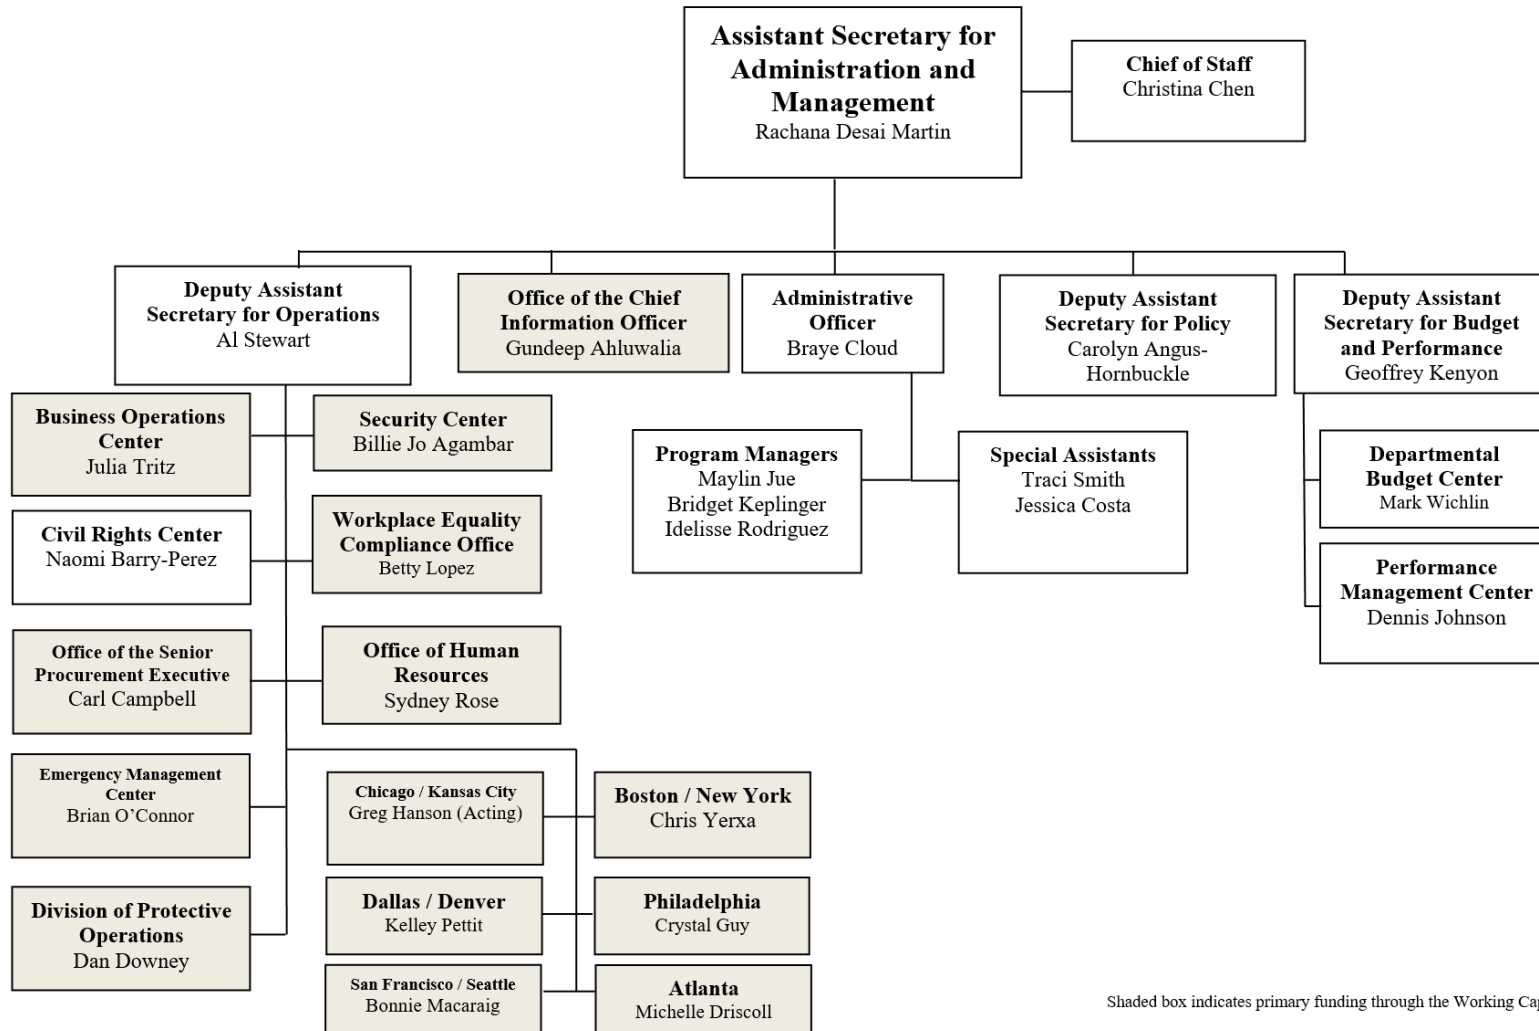 Assistant Secretary for
Administration and
Management
Rachana Desai Martin
Chief of Staff
Christina Chen
Deputy Assistant
Secretary for Operations
Al Stewart
Office of the Chief
Information Officer
Gundeep Ahluwalia
Administrative
Officer
Braye Cloud
Deputy Assistant
Secretary for Policy
Carolyn Angus-
Hornbuckle
Deputy Assistant
Secretary for Budget
and Performance
Geoffrey Kenyon
Business Operations
Center
Julia Tritz
Security Center
Billie Jo Agambar
Program Managers
Maylin Jue
Bridget Keplinger
Idelisse Rodriguez
Special Assistants
Traci Smith
Jessica Costa
Departmental
Budget Center
Mark Wichlin
Civil Rights Center
Naomi Barry-Perez
Workplace Equality
Compliance Office
Betty Lopez
Performance
Management Center
Dennis Johnson
Office of the Senior
Procurement Executive
Carl Campbell
Office of Human
Resources
Sydney Rose
Emergency Management
Center
Brian O’Connor
Chicago / Kansas City
Greg Hanson (Acting)
Boston / New York
Chris Yerxa
Division of Protective
Operations
Dan Downey
Dallas / Denver
Kelley Pettit
Philadelphia
Crystal Guy
San Francisco / Seattle
Bonnie Macaraig
Atlanta
Michelle Driscoll
Shaded box indicates primary funding through the Working